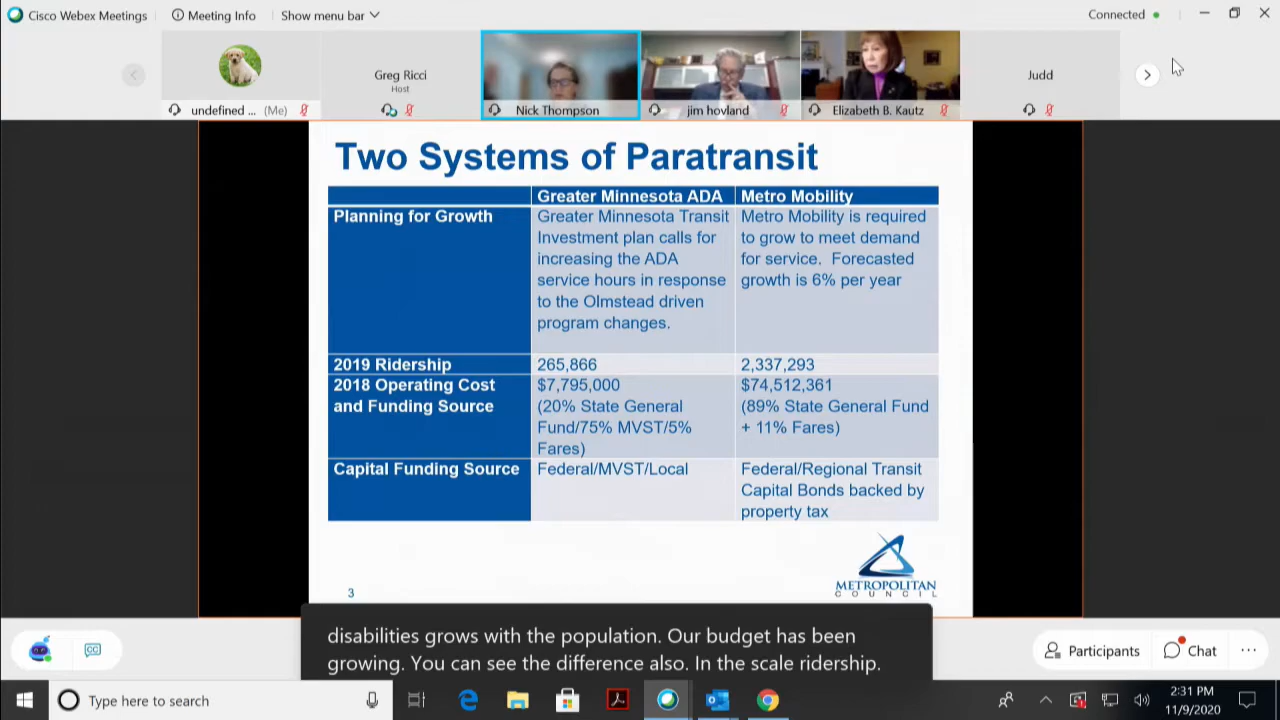 Cisco Webex Meetings
Meeting Info
Show menu bar
Connected
undefined ... (Me)
Greg Ricci
Host
Nick Thompson
jim hovland
Elizabeth B. Kautz
Judd
Two Systems of Paratransit
Greater Minnesota ADA
Metro Mobility
Planning for Growth
Greater Minnesota Transit
Investment plan calls for
increasing the ADA
service hours in response
to the Olmstead driven
program changes.
Metro Mobility is required
to grow to meet demand
for service. Forecasted
growth is 6% per year
2019 Ridership
265,866
2,337,293
2018 Operating Cost
and Funding Source
$7,795,000
(20% State General
Fund/75% MVST/5%
Fares)
$74,512,361
(89% State General Fund
+ 11% Fares)
Capital Funding Source
Federal/MVST/Local
Federal/Regional Transit
Capital Bonds backed by
property tax
METROPOLITAN
COUNCIL
3
disabilities grows with the population. Our budget has been
growing. You can see the difference also. In the scale ridership.
CC
Participants
Chat
Type here to search
2:31 PM
11/9/2020